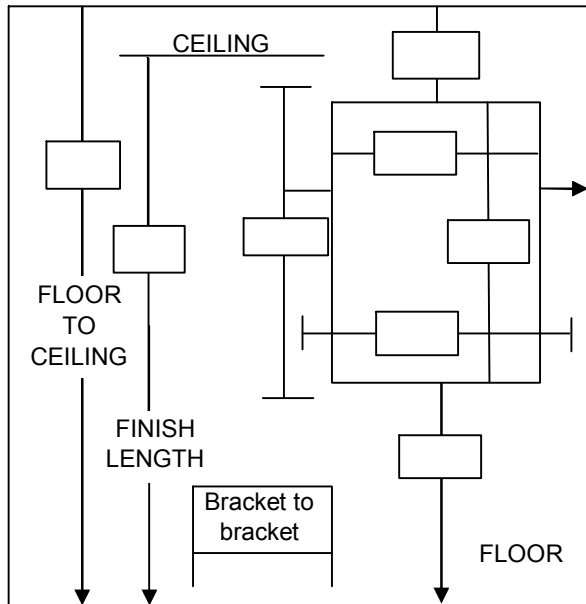 CEILING
FLOOR
TO
CEILING
FINISH
LENGTH
Bracket to
bracket
FLOOR